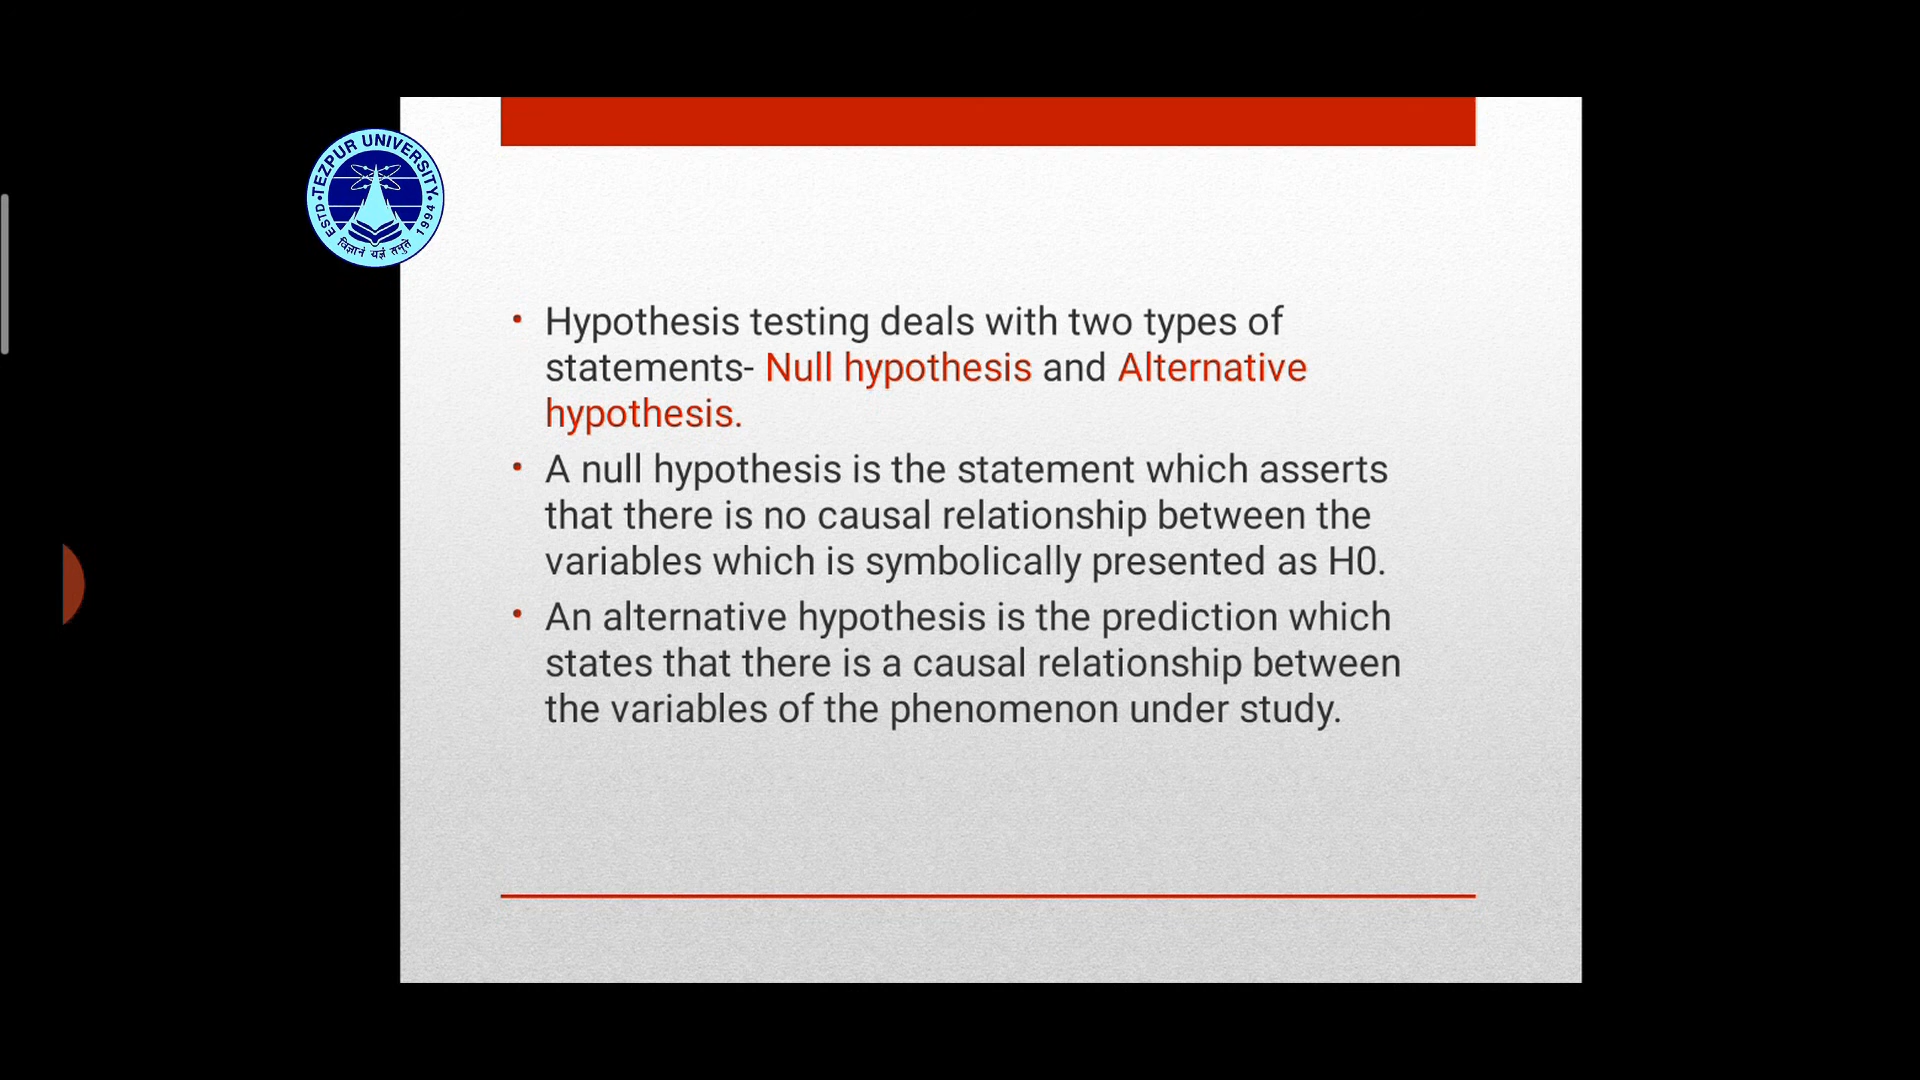 TEZPUR UNIVERSITY
ESTD
1994
विज्ञानं यज्ञं तनुते
• Hypothesis testing deals with two types of
statements- Null hypothesis and Alternative
hypothesis.
• A null hypothesis is the statement which asserts
that there is no causal relationship between the
variables which is symbolically presented as H0.
• An alternative hypothesis is the prediction which
states that there is a causal relationship between
the variables of the phenomenon under study.